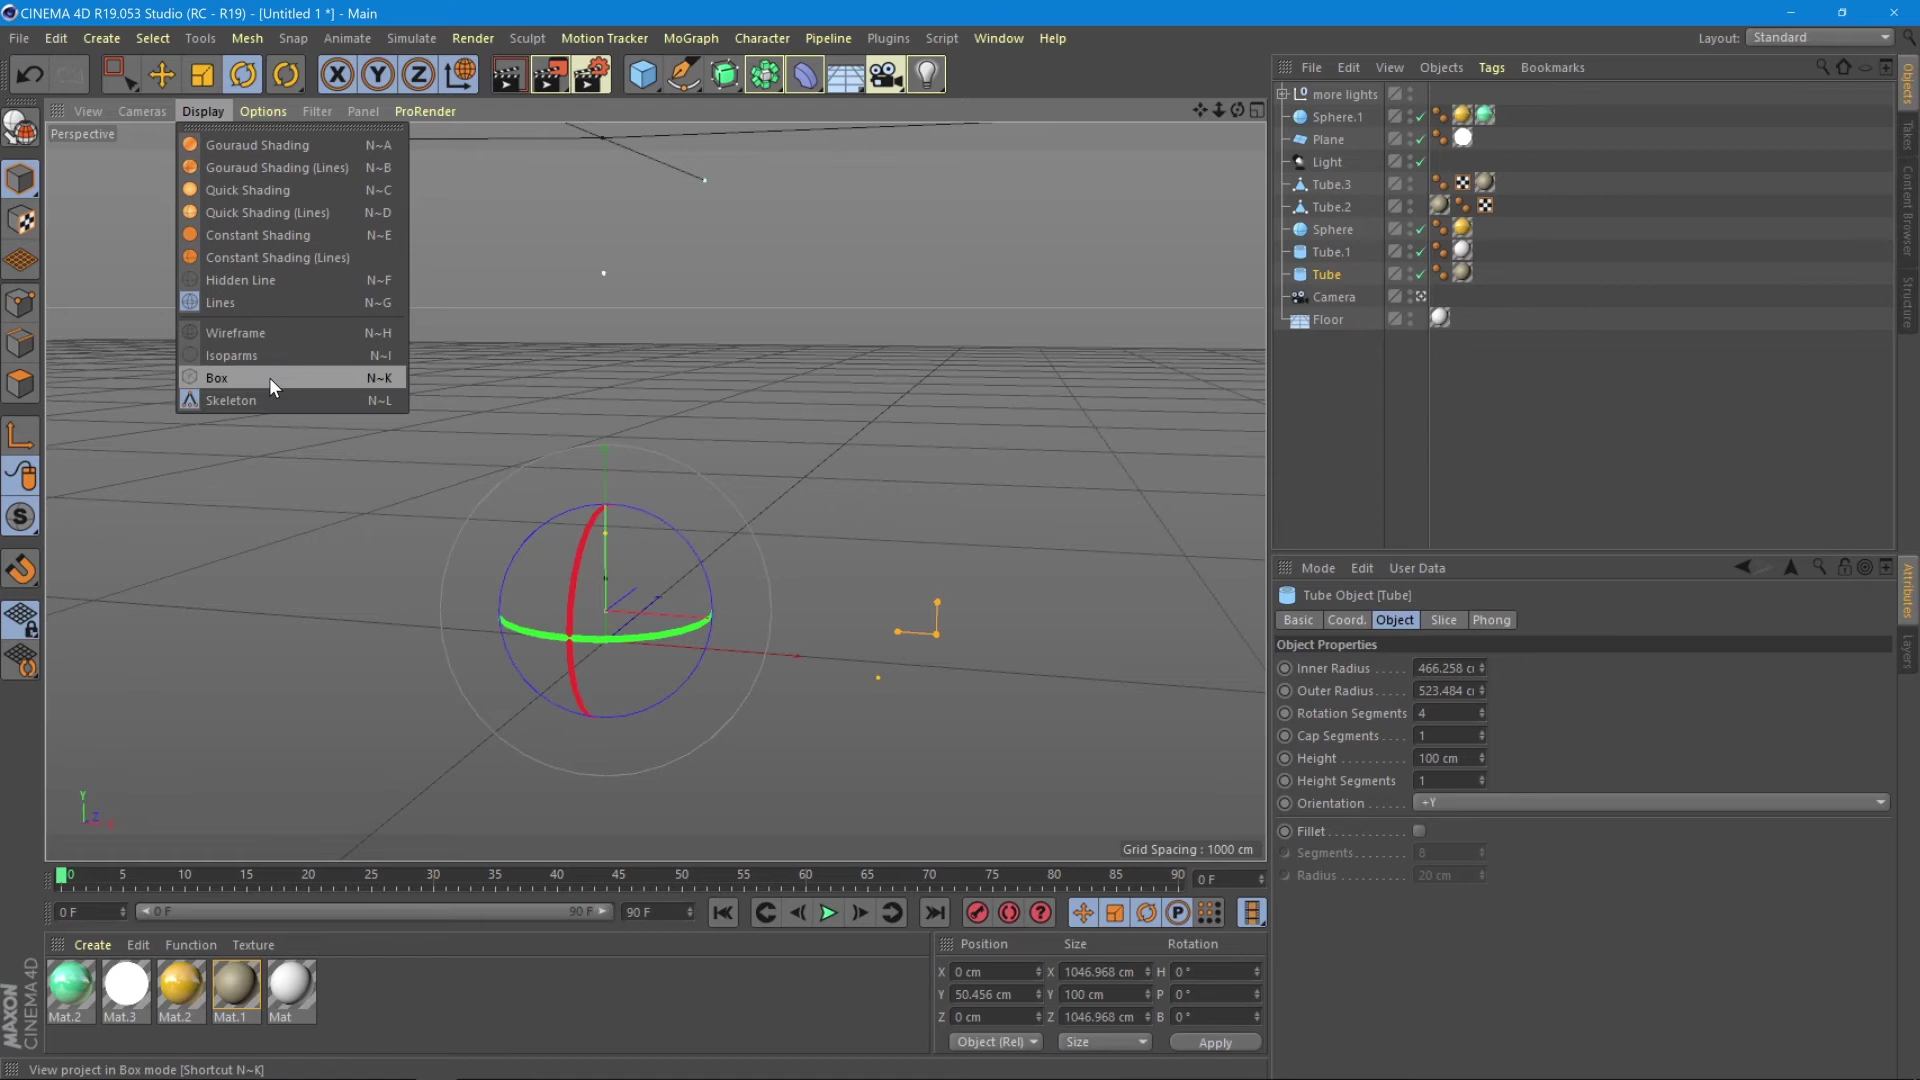 CINEMA 4D R19.053 Studio (RC - R19) - [Untitled 1 *] - Main
File Edit Create Select Tools Mesh Snap Animate Simulate Render Sculpt Motion Tracker MoGraph Character Pipeline Plugins Script Window Help
Layout: Standard
X Y Z
File Edit View Objects Tags Bookmarks
View Cameras Display Options Filter Panel ProRender
Perspective
Gouraud Shading N~A
Gouraud Shading (Lines) N~B
Quick Shading N~C
Quick Shading (Lines) N~D
Constant Shading N~E
Constant Shading (Lines)
Hidden Line N~F
Lines N~G
Wireframe N~H
Isoparms N~I
Box N~K
Skeleton N~L
more lights
Sphere.1
Plane
Light
Tube.3
Tube.2
Sphere
Tube.1
Tube
Camera
Floor
Objects
Takes
Content Browser
Structure
S
Y
Z
Grid Spacing : 1000 cm
Mode Edit User Data
Tube Object [Tube]
Basic Coord. Object Slice Phong
Object Properties
Inner Radius 466.258 c
Outer Radius 523.484 c
Rotation Segments 4
Cap Segments 1
Height 100 cm
Height Segments 1
Orientation +Y
Fillet
Segments 8
Radius 20 cm
Attributes
Layers
0 5 10 15 20 25 30 35 40 45 50 55 60 65 70 75 80 85 90 0 F
0 F 0 F 90 F 90 F
P
Create Edit Function Texture
Mat.2 Mat.3 Mat.2 Mat.1 Mat
Position Size Rotation
X 0 cm X 1046.968 cm H 0 °
Y 50.456 cm Y 100 cm P 0 °
Z 0 cm Z 1046.968 cm B 0 °
Object (Rel) Size Apply
MAXON
CINEMA 4D
View project in Box mode [Shortcut N~K]